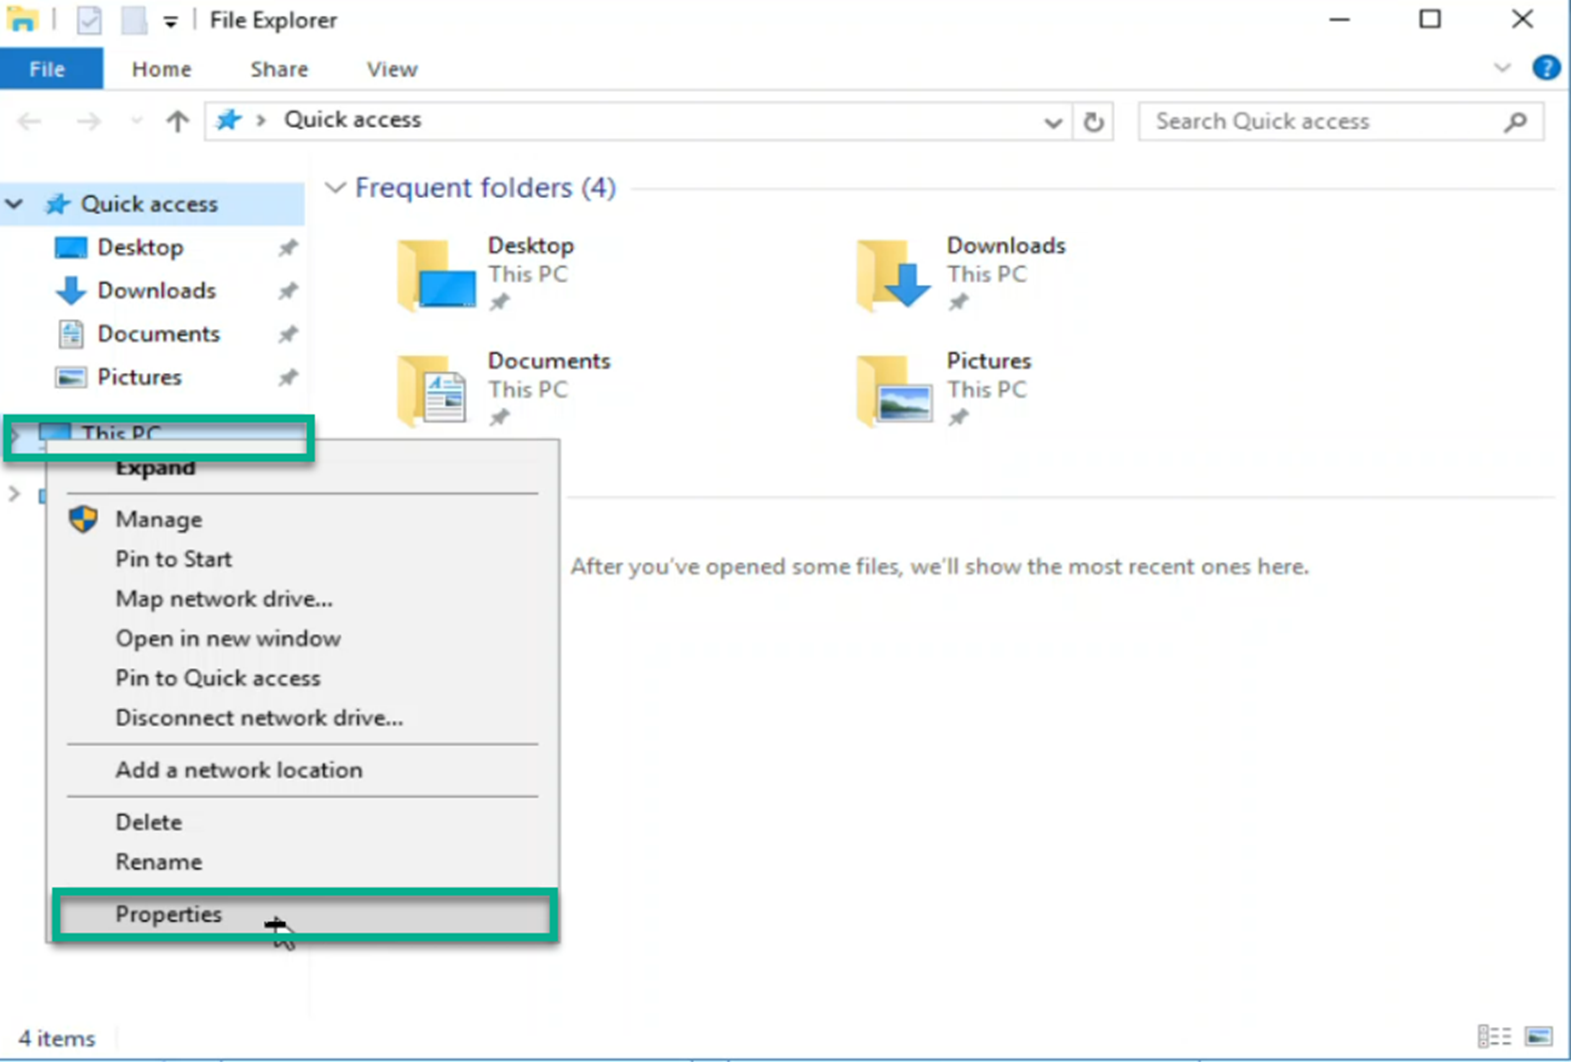 File Explorer
File Home Share View
?
Quick access
Search Quick access
Quick access
Desktop
Downloads
Documents
Pictures
This PC
Frequent folders (4)
Desktop
This PC
Downloads
This PC
Documents
This PC
Pictures
This PC
Expand
Manage
Pin to Start
Map network drive...
Open in new window
Pin to Quick access
Disconnect network drive...
Add a network location
Delete
Rename
Properties
After you've opened some files, we'll show the most recent ones here.
4 items